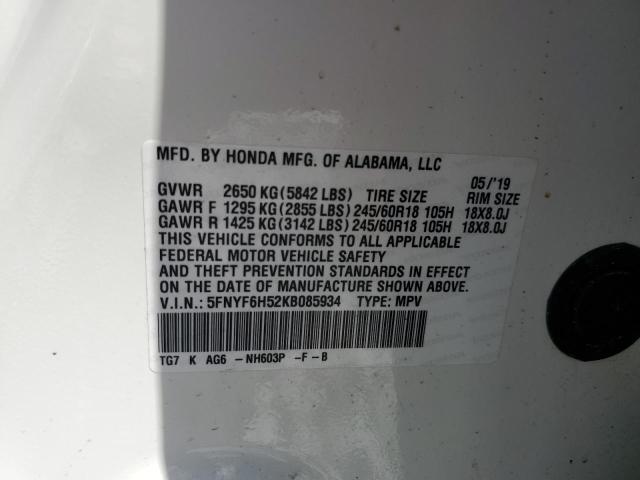 MFD. BY HONDA MFG. OF ALABAMA, LLC
05/'19
GVWR 2650 KG(5842 LBS) TIRE SIZE RIM SIZE
GAWR F 1295 KG(2855 LBS) 245/60R18 105H 18X8.0J
GAWR R 1425 KG(3142 LBS) 245/60R18 105H 18X8.0J
THIS VEHICLE CONFORMS TO ALL APPLICABLE
FEDERAL MOTOR VEHICLE SAFETY
AND THEFT PREVENTION STANDARDS IN EFFECT
ON THE DATE OF MANUFACTURE SHOWN ABOVE.
V.I.N.: 5FNYF6H52KB085934 TYPE: MPV
TG7 K AG6 -NH603P -F-B